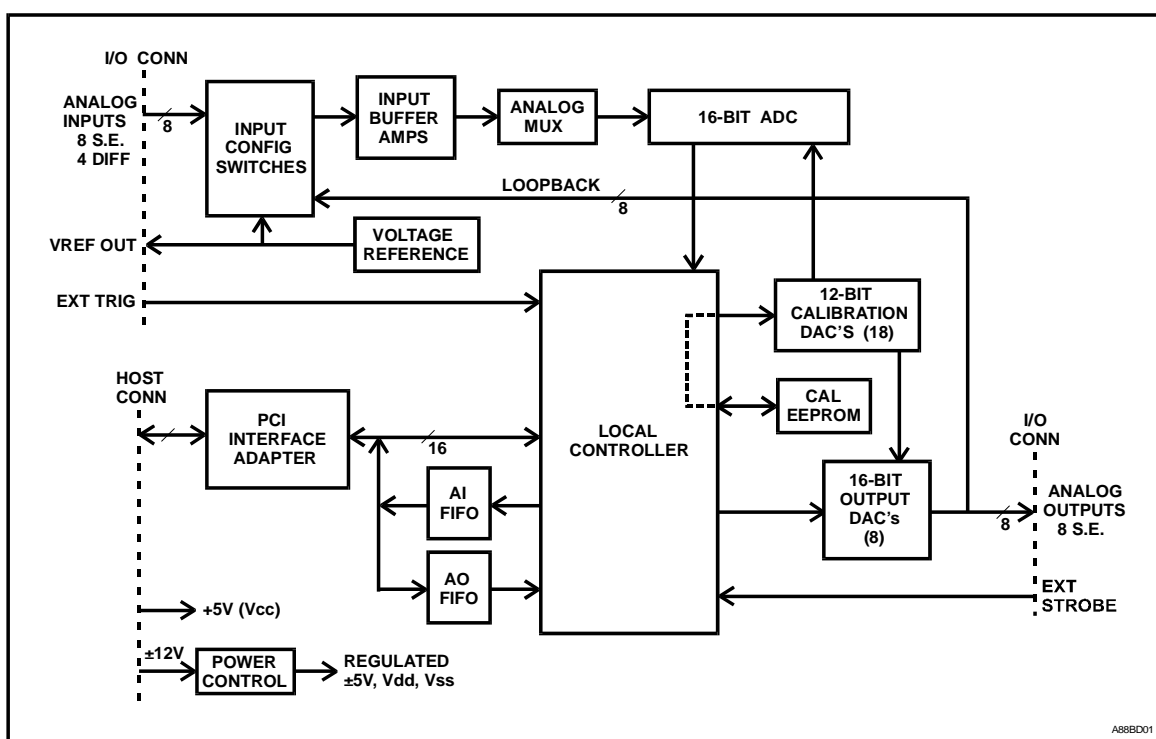 I/O CONN
ANALOG
INPUTS
8 S.E.
4 DIFF
8
INPUT
CONFIG
SWITCHES
INPUT
BUFFER
AMPS
ANALOG
MUX
16-BIT ADC
LOOPBACK
8
VREF OUT
VOLTAGE
REFERENCE
EXT TRIG
12-BIT
CALIBRATION
DAC'S (18)
HOST
CONN
PCI
INTERFACE
ADAPTER
16
LOCAL
CONTROLLER
CAL
EEPROM
I/O
CONN
AI
FIFO
16-BIT
OUTPUT
DAC's
(8)
8
ANALOG
OUTPUTS
8 S.E.
AO
FIFO
EXT
STROBE
+5V (Vcc)
±12V
POWER
CONTROL
REGULATED
±5V, Vdd, Vss
A88BD01